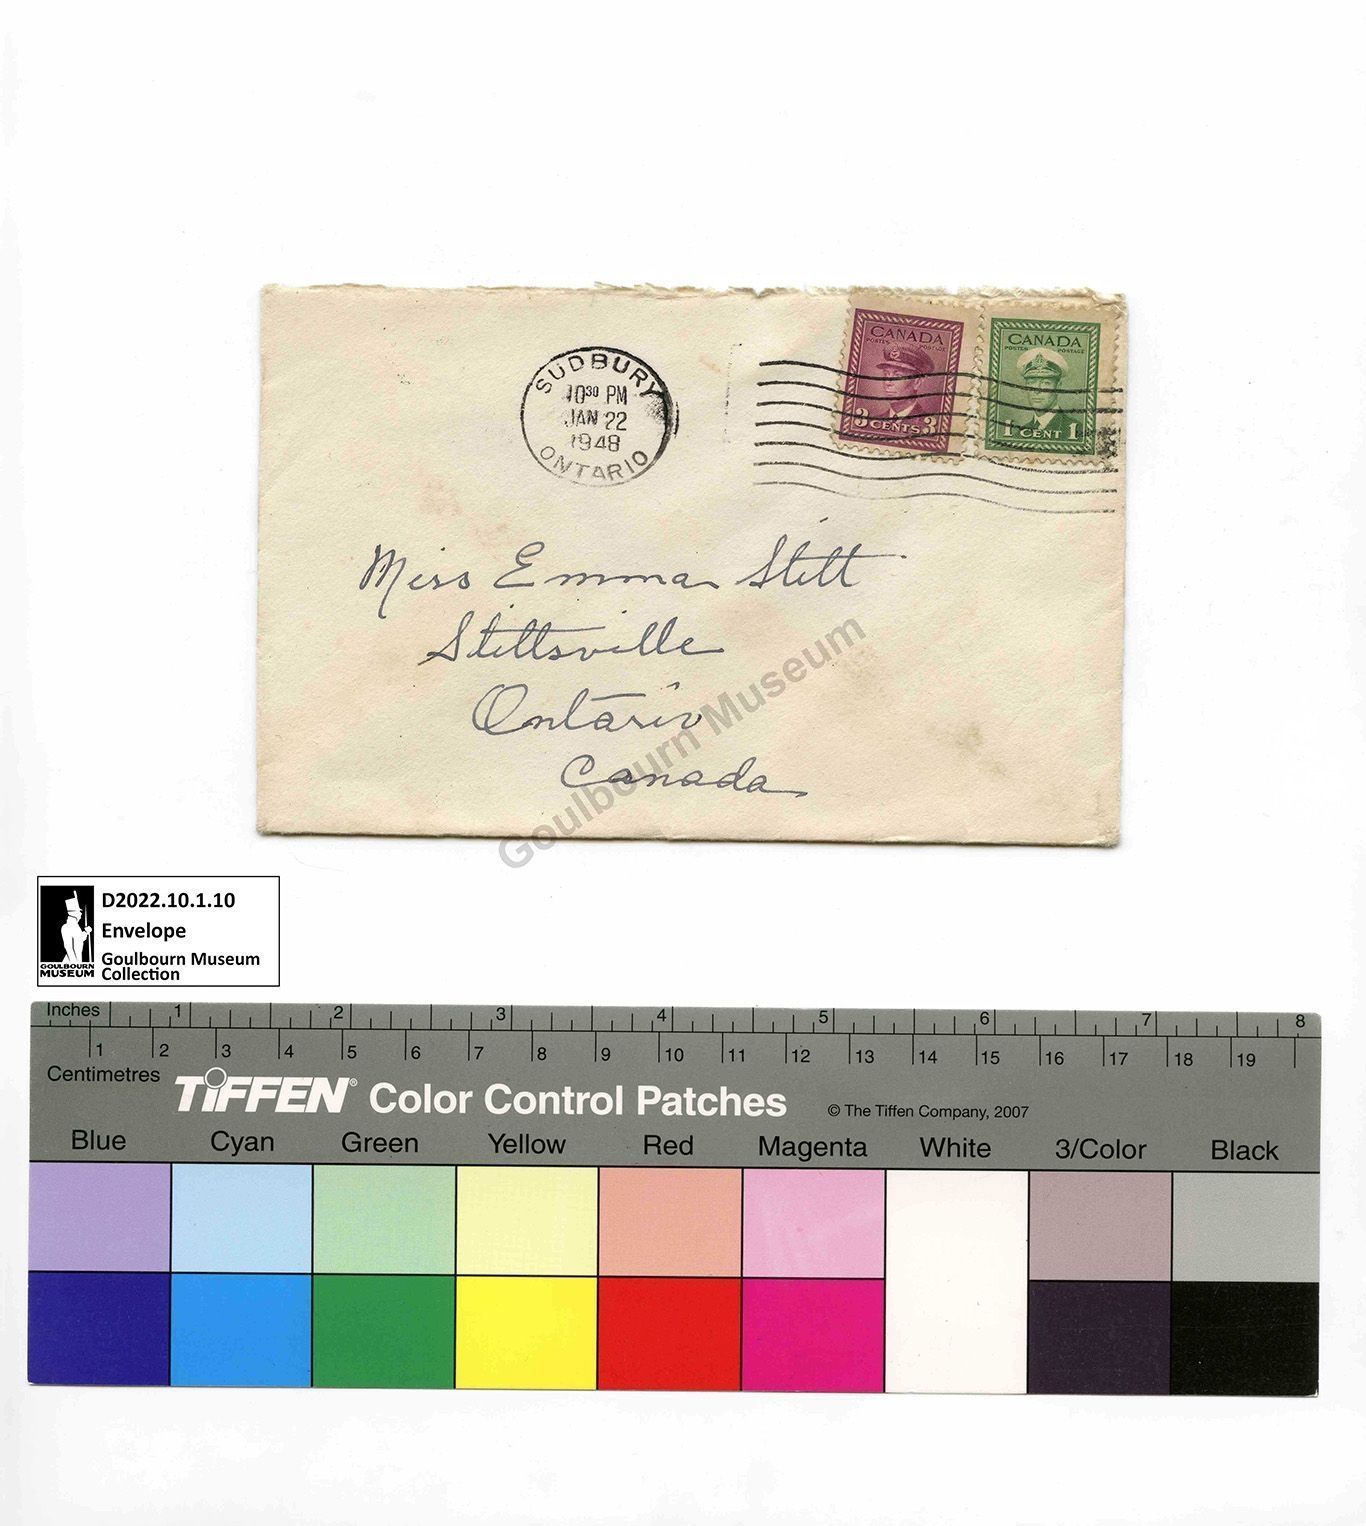 SUDBURY
10³⁰ PM
JAN 22
1948
ONTARIO
CANADA
POSTES POSTAGE
3 CENTS 3
CANADA
POSTES POSTAGE
1 CENT 1
Miss Emma Stitt
Stittsville
Ontario
Canada
Goulbourn Museum
D2022.10.1.10
Envelope
Goulbourn Museum
Collection
GOULBOURN
MUSEUM
Inches 1 2 3 4 5 6 7 8
1 2 3 4 5 6 7 8 9 10 11 12 13 14 15 16 17 18 19
Centimetres
TIFFEN® Color Control Patches © The Tiffen Company, 2007
Blue Cyan Green Yellow Red Magenta White 3/Color Black